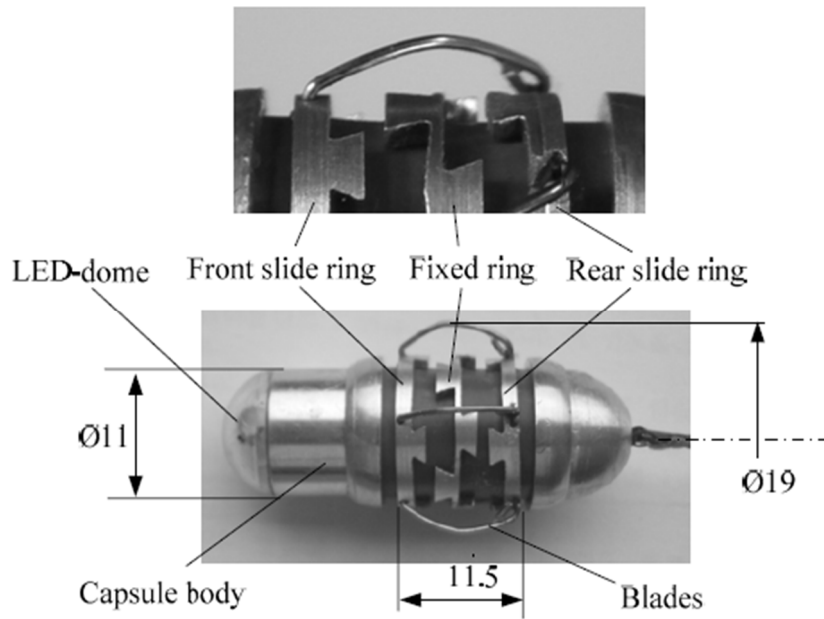 LED-dome
Front slide ring
Fixed ring
Rear slide ring
Ø11
Ø19
11.5
Capsule body
Blades